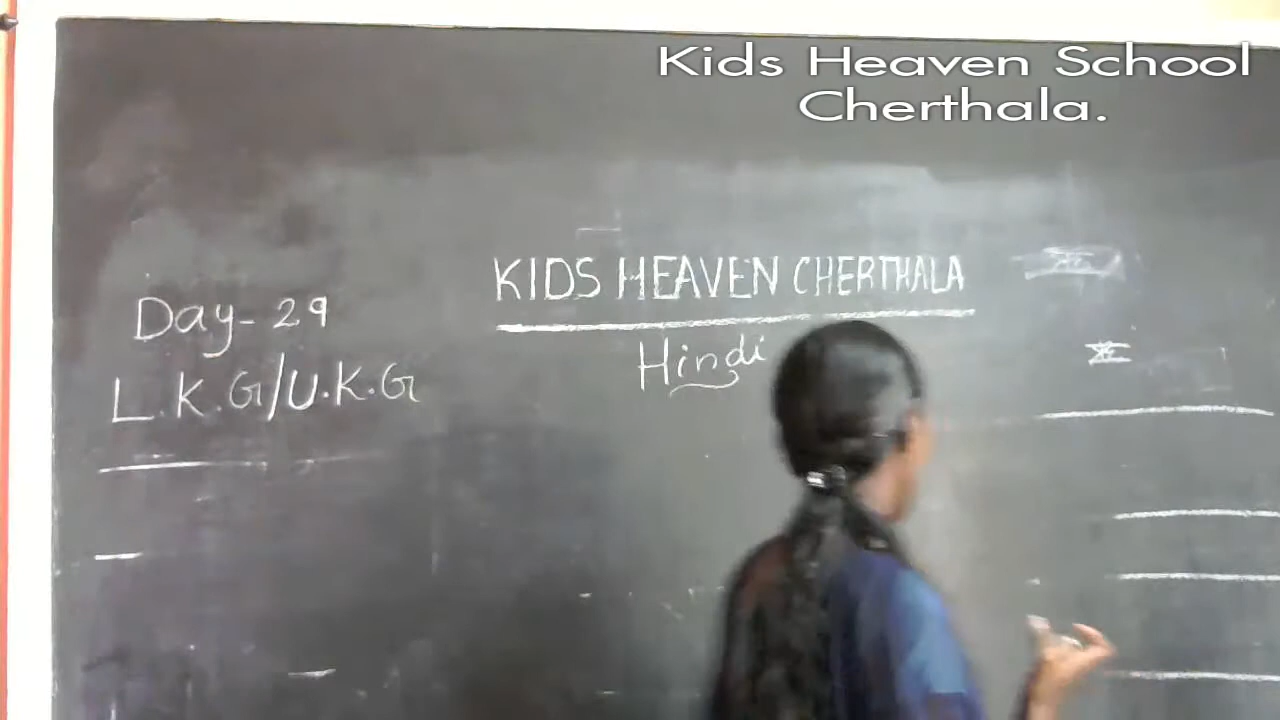 Kids Heaven School
Cherthala.
KIDS HEAVEN CHERTHALA
Day-29
Hindi
L.K.G/U.K.G